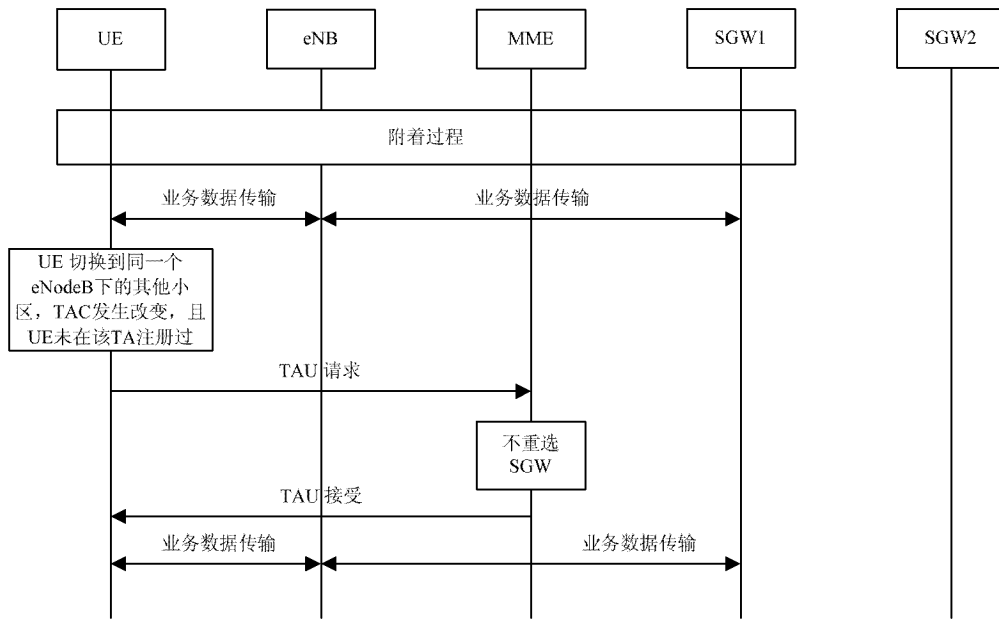 UE
eNB
MME
SGW1
SGW2
附着过程
业务数据传输
业务数据传输
UE 切换到同一个
eNodeB下的其他小
区，TAC发生改变，且
UE未在该TA注册过
TAU 请求
不重选
SGW
TAU 接受
业务数据传输
业务数据传输